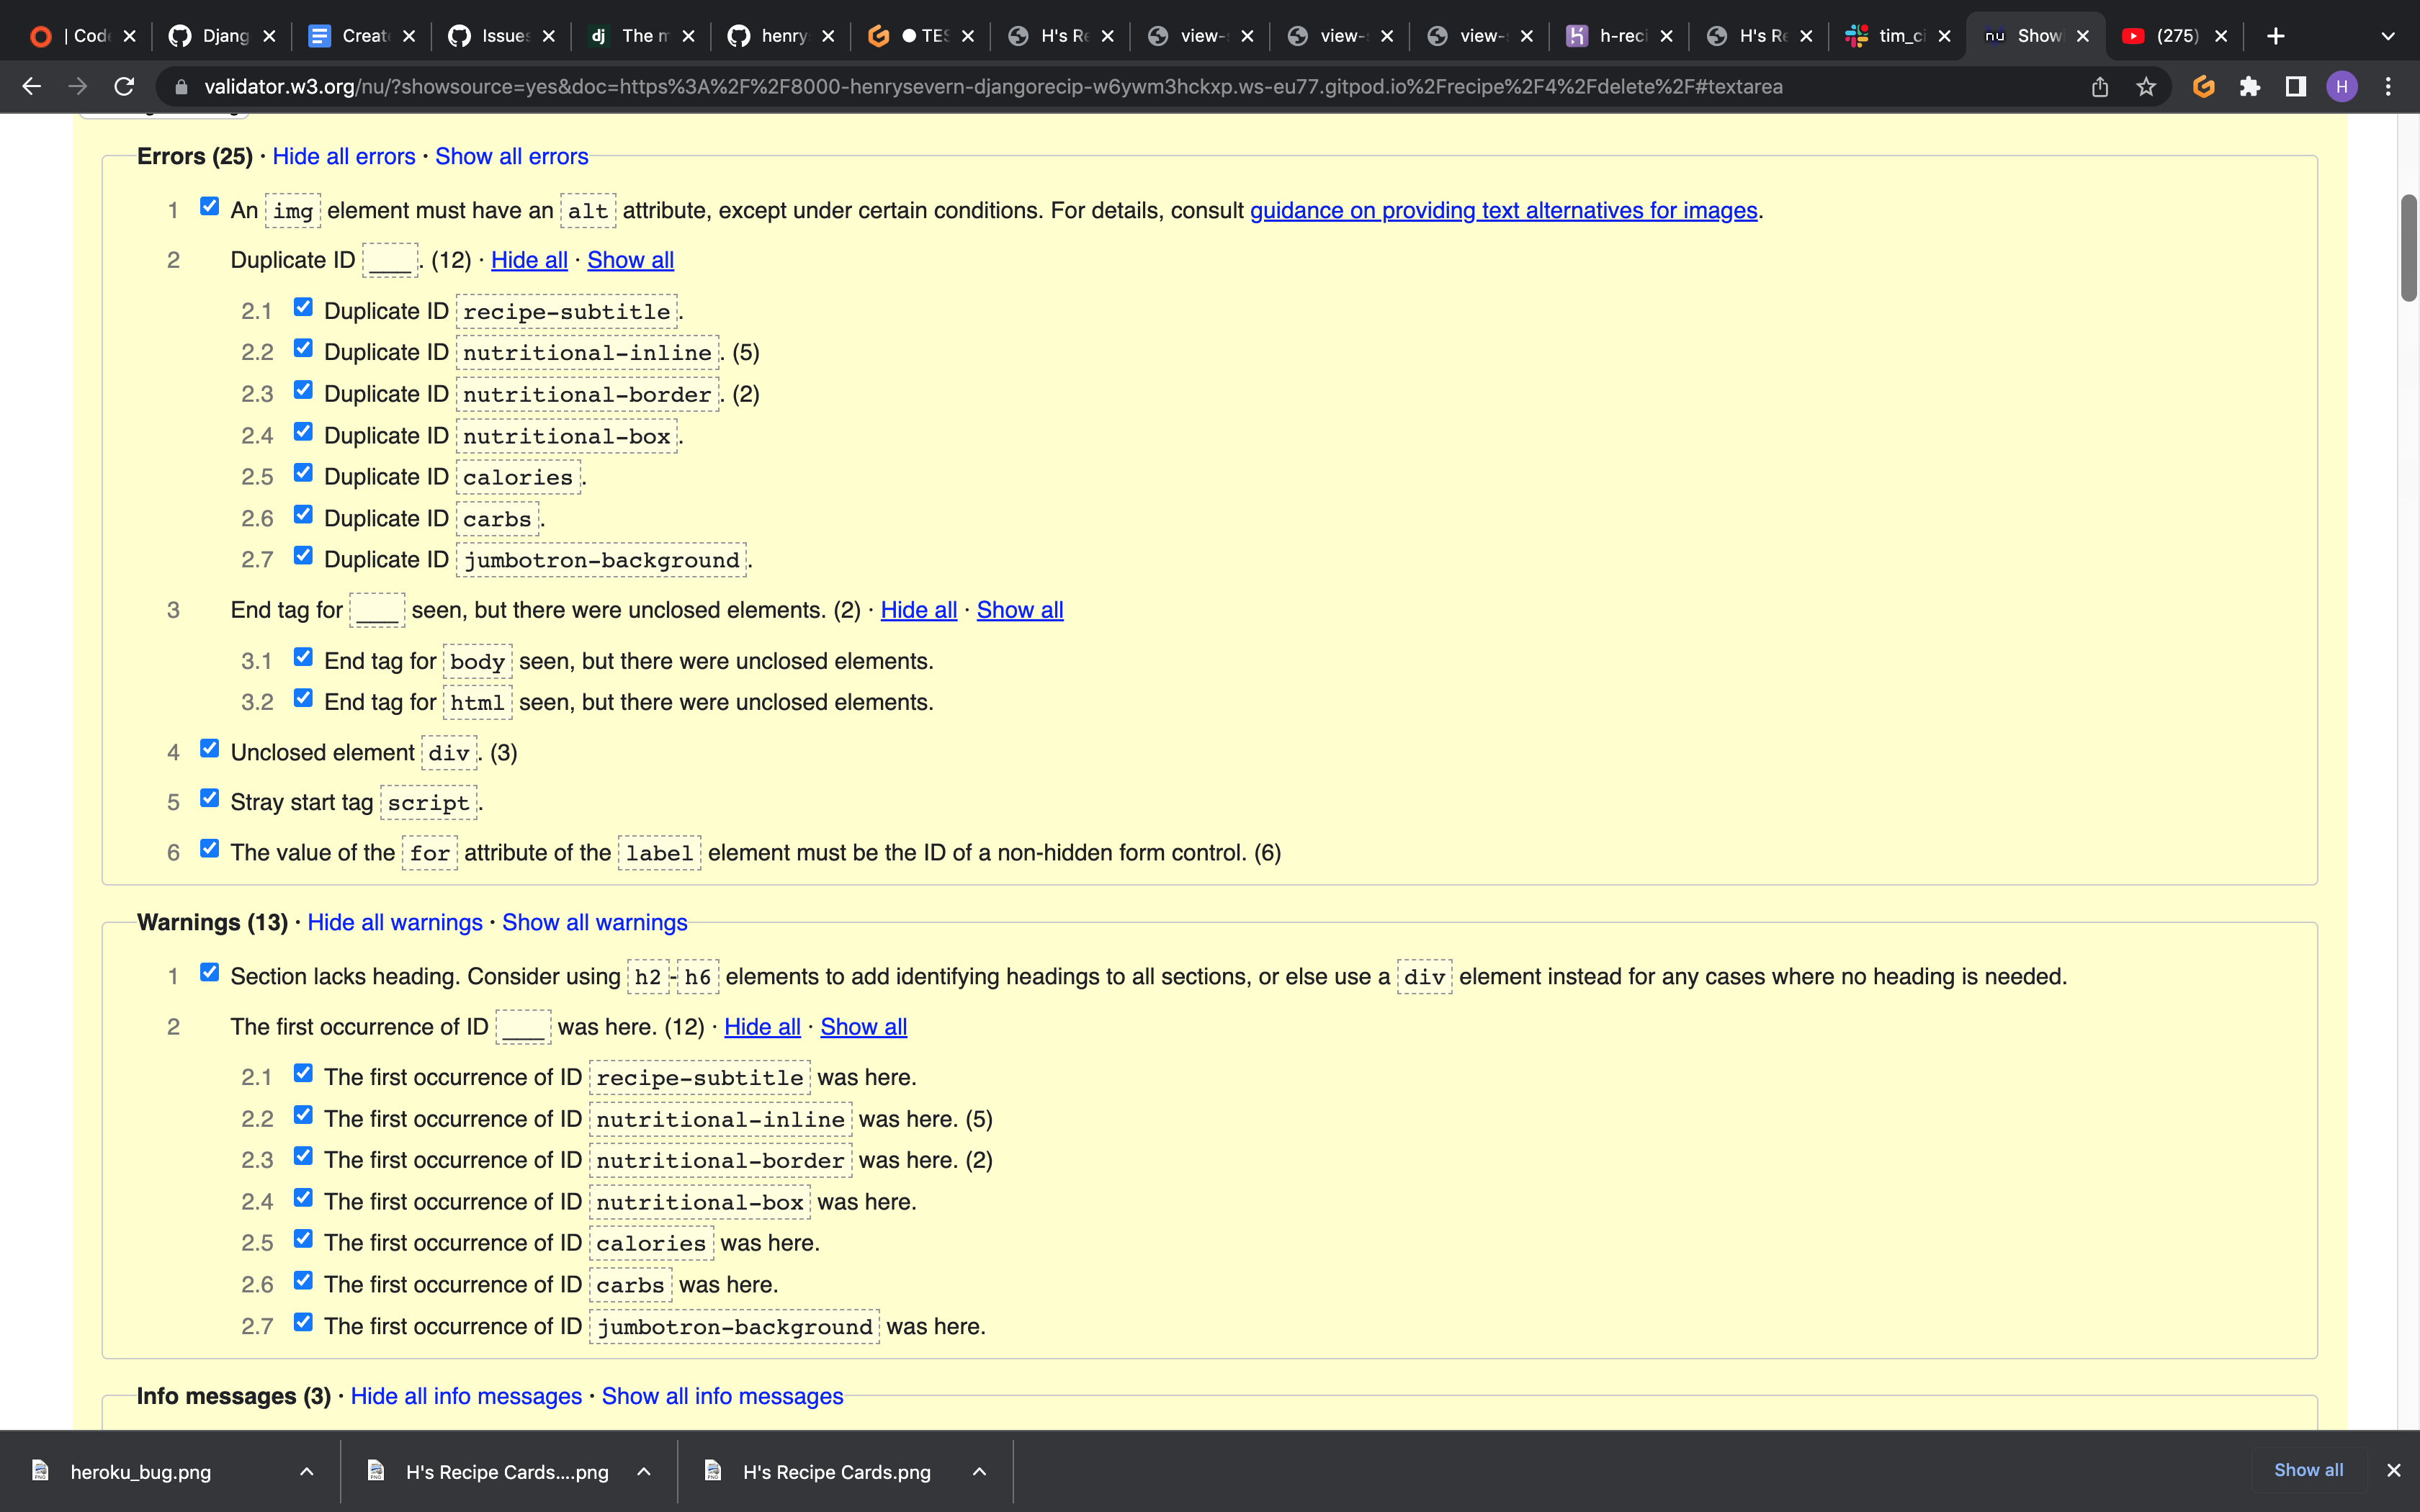 | Cod
Djang
Creat
Issue
dj The m
henry
TES
H's Re
view-
view-
view-
h-reci
H's Re
tim_ci
nu Show
(275)
validator.w3.org/nu/?showsource=yes&doc=https%3A%2F%2F8000-henrysevern-djangorecip-w6ywm3hckxp.ws-eu77.gitpod.io%2Frecipe%2F4%2Fdelete%2F#textarea
H
Errors (25) · Hide all errors · Show all errors
1 An img element must have an alt attribute, except under certain conditions. For details, consult guidance on providing text alternatives for images.
2 Duplicate ID ___. (12) · Hide all · Show all
2.1 Duplicate ID recipe-subtitle.
2.2 Duplicate ID nutritional-inline. (5)
2.3 Duplicate ID nutritional-border. (2)
2.4 Duplicate ID nutritional-box.
2.5 Duplicate ID calories.
2.6 Duplicate ID carbs.
2.7 Duplicate ID jumbotron-background.
3 End tag for ___ seen, but there were unclosed elements. (2) · Hide all · Show all
3.1 End tag for body seen, but there were unclosed elements.
3.2 End tag for html seen, but there were unclosed elements.
4 Unclosed element div. (3)
5 Stray start tag script.
6 The value of the for attribute of the label element must be the ID of a non-hidden form control. (6)
Warnings (13) · Hide all warnings · Show all warnings
1 Section lacks heading. Consider using h2-h6 elements to add identifying headings to all sections, or else use a div element instead for any cases where no heading is needed.
2 The first occurrence of ID ___ was here. (12) · Hide all · Show all
2.1 The first occurrence of ID recipe-subtitle was here.
2.2 The first occurrence of ID nutritional-inline was here. (5)
2.3 The first occurrence of ID nutritional-border was here. (2)
2.4 The first occurrence of ID nutritional-box was here.
2.5 The first occurrence of ID calories was here.
2.6 The first occurrence of ID carbs was here.
2.7 The first occurrence of ID jumbotron-background was here.
Info messages (3) · Hide all info messages · Show all info messages
heroku_bug.png
H's Recipe Cards....png
H's Recipe Cards.png
Show all